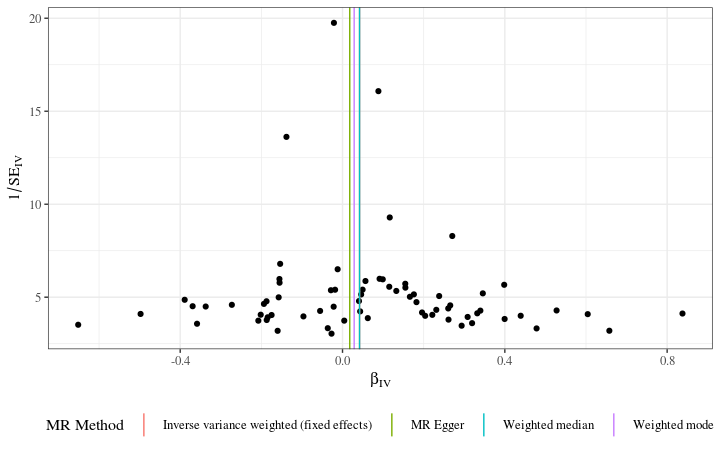 20
15
10
5
1/SE_IV
-0.4
0.0
0.4
0.8
β_IV
MR Method
Inverse variance weighted (fixed effects)
MR Egger
Weighted median
Weighted mode